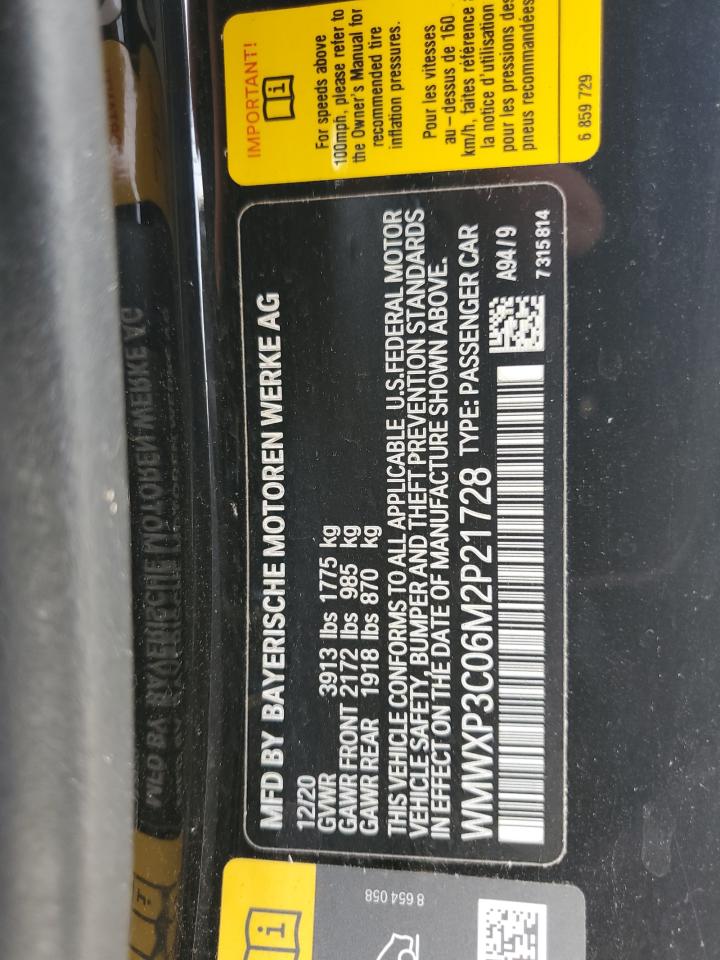 MFD BY BAYERISCHE MOTOREN WERKE AG
12/20
GVWR 3913 lbs 1775 kg
GAWR FRONT 2172 lbs 985 kg
GAWR REAR 1918 lbs 870 kg
THIS VEHICLE CONFORMS TO ALL APPLICABLE U.S.FEDERAL MOTOR
VEHICLE SAFETY, BUMPER AND THEFT PREVENTION STANDARDS
IN EFFECT ON THE DATE OF MANUFACTURE SHOWN ABOVE.
WMWXP3C06M2P21728 TYPE: PASSENGER CAR
A94/9
7 315 814
IMPORTANT!
For speeds above
100mph, please refer to
the Owner's Manual for
recommended tire
inflation pressures.
Pour les vitesses
au-dessus de 160
km/h, faites référence
la notice d'utilisation
pour les pressions des
pneus recommandées
6 859 729
8 654 058